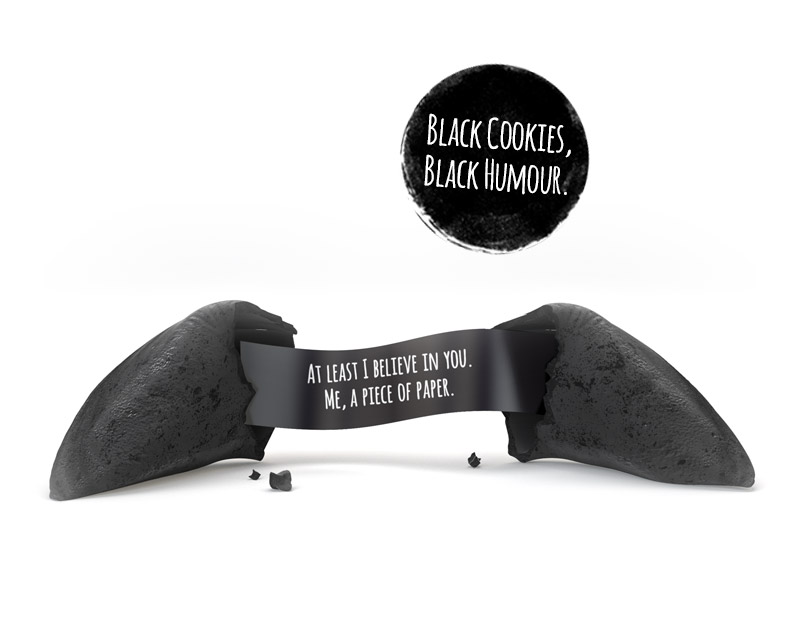 Black Cookies,
Black Humour.
At least I believe in you.
Me, a piece of paper.